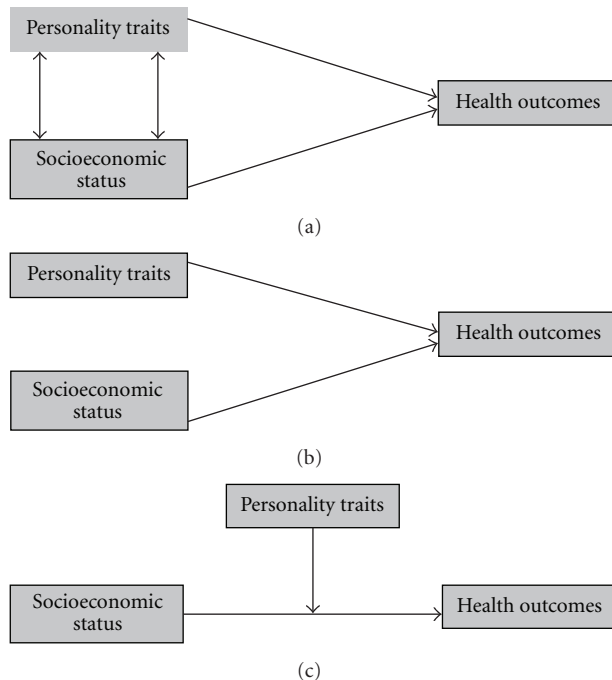 Personality traits
Health outcomes
Socioeconomic
status
(a)
Personality traits
Health outcomes
Socioeconomic
status
(b)
Personality traits
Socioeconomic
status
Health outcomes
(c)